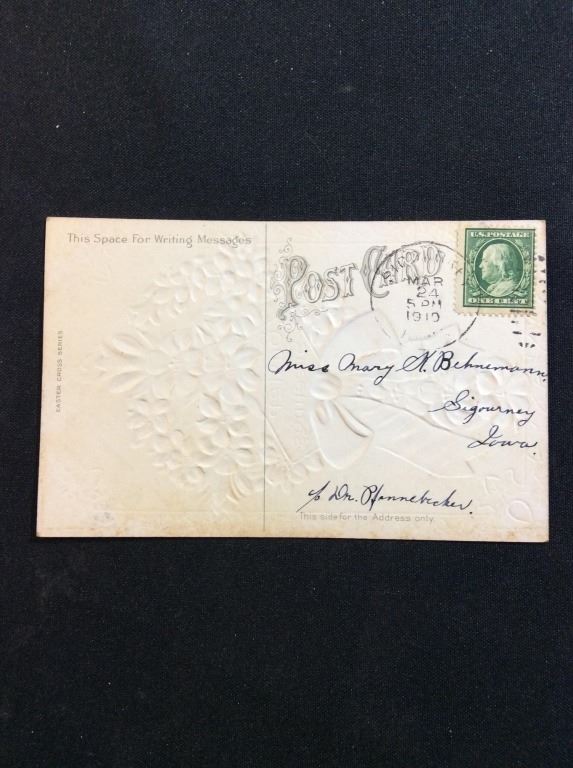 This Space For Writing Messages
EASTER CROSS SERIES
POST CARD
MAR
24
5 PM
1910
U.S. POSTAGE
ONE CENT
Miss Mary K. Behnemann,
Sigourney
Iowa.
c/o Dr. Pfannebecker.
This side for the Address only.